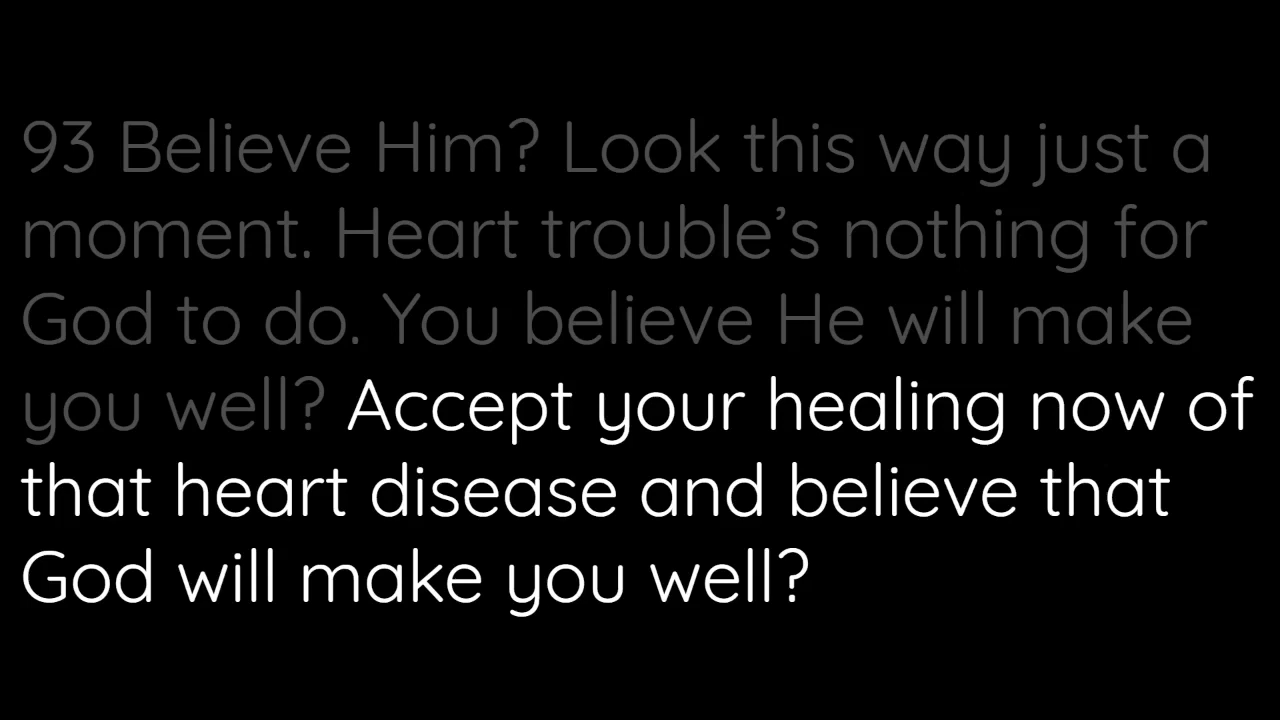 93 Believe Him? Look this way just a
moment. Heart trouble’s nothing for
God to do. You believe He will make
you well? Accept your healing now of
that heart disease and believe that
God will make you well?